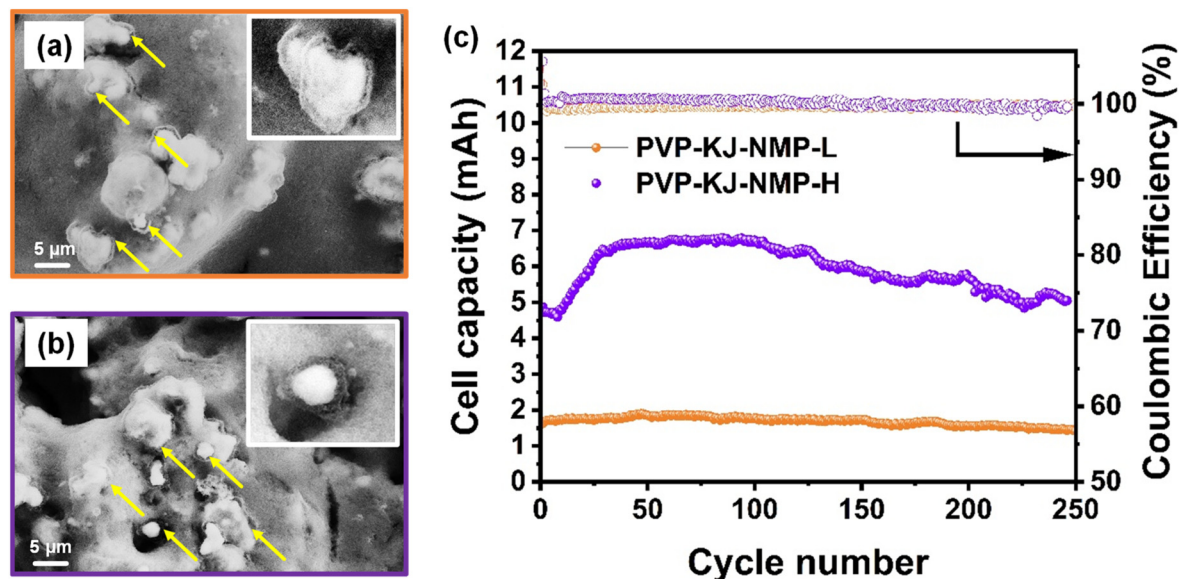 (a)
5 µm
(b)
5 µm
(c)
Cell capacity (mAh)
12
11
10
9
8
7
6
5
4
3
2
1
0
PVP-KJ-NMP-L
PVP-KJ-NMP-H
100
90
80
70
60
50
Coulombic Efficiency (%)
0 50 100 150 200 250
Cycle number